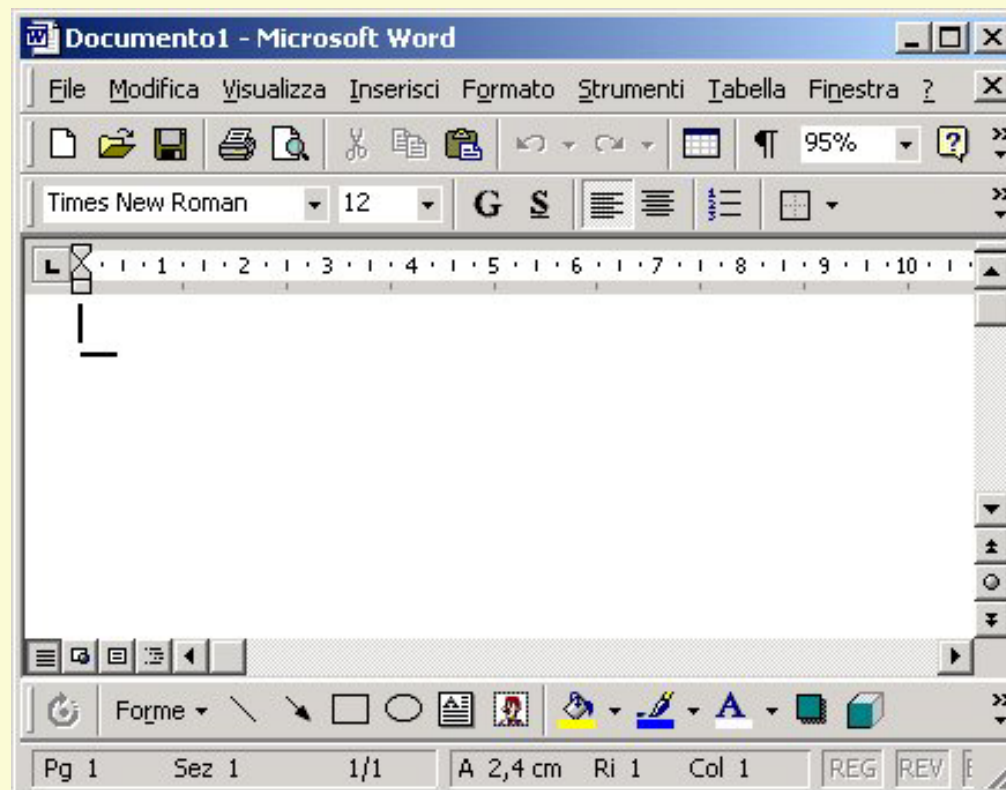 Documento1 - Microsoft Word
File Modifica Visualizza Inserisci Formato Strumenti Tabella Finestra ?
95%
Times New Roman 12 G S
1 2 3 4 5 6 7 8 9 10
Forme A
Pg 1 Sez 1 1/1 A 2,4 cm Ri 1 Col 1 REG REV